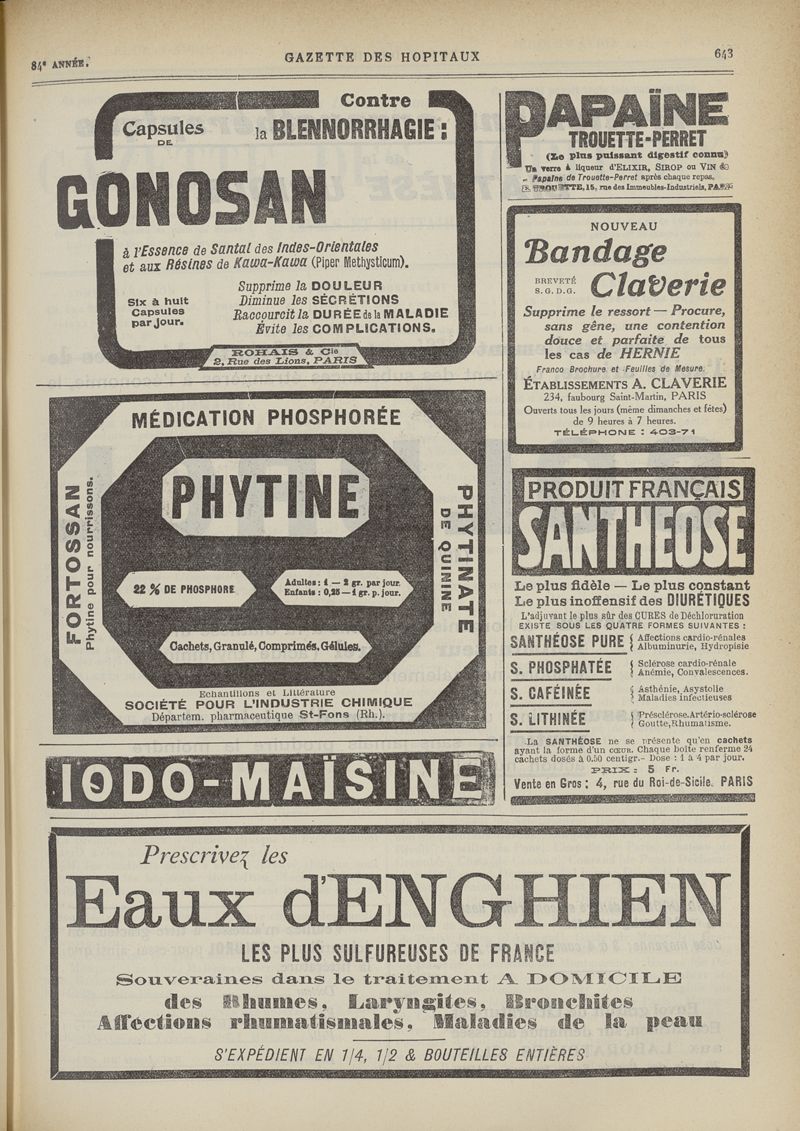 84e ANNÉE.
GAZETTE DES HOPITAUX
643
Contre
Capsules
DE
la BLENNORRHAGIE:
GONOSAN
à l'Essence de Santal des Indes-Orientales
et aux Résines de Kawa-Kawa (Piper Methysticum).
Six à huit
Capsules
par jour.
Supprime la DOULEUR
Diminue les SÉCRÉTIONS
Raccourcit la DURÉE de la MALADIE
Évite les COMPLICATIONS.
ROHAIS & Cie
2, Rue des Lions, PARIS
MÉDICATION PHOSPHORÉE
FORTOSSAN
Phytine pour nourrissons.
PHYTINE
PHYTINATE
DE QUININE
22 % DE PHOSPHORE
Adultes: 1 — 2 gr. par jour.
Enfants: 0,25 — 1 gr. p. jour.
Cachets, Granulé, Comprimés, Gélules.
Echantillons et Littérature
SOCIÉTÉ POUR L'INDUSTRIE CHIMIQUE
Départem. pharmaceutique St-Fons (Rh.).
IODO-MAÏSINE
PAPAÏNE
TROUETTE-PERRET
(Le plus puissant digestif connu)
Un verre à liqueur d'ELIXIR, SIROP ou VIN de
Papaïne de Trouette-Perret après chaque repas.
15, rue des Immeubles-Industriels, PARIS
NOUVEAU
Bandage
BREVETÉ
S. G. D. G.
Claverie
Supprime le ressort — Procure,
sans gêne, une contention
douce et parfaite de tous
les cas de HERNIE
Franco Brochure et Feuilles de Mesure.
ÉTABLISSEMENTS A. CLAVERIE
234, faubourg Saint-Martin, PARIS
Ouverts tous les jours (même dimanches et fêtes)
de 9 heures à 7 heures.
TÉLÉPHONE : 403-71
PRODUIT FRANÇAIS
SANTHEOSE
Le plus fidèle — Le plus constant
Le plus inoffensif des DIURÉTIQUES
L'adjuvant le plus sûr des CURES de Déchloruration
EXISTE SOUS LES QUATRE FORMES SUIVANTES :
SANTHÉOSE PURE { Affections cardio-rénales
Albuminurie, Hydropisie
S. PHOSPHATÉE { Sclérose cardio-rénale
Anémie, Convalescences.
S. CAFÉINÉE { Asthénie, Asystolie
Maladies infectieuses
S. LITHINÉE { Présclérose.Artério-sclérose
Goutte,Rhumatisme.
La SANTHÉOSE ne se présente qu'en cachets
ayant la forme d'un cœur. Chaque boîte renferme 24
cachets dosés à 0.50 centigr.- Dose : 1 à 4 par jour.
PRIX : 5 Fr.
Vente en Gros : 4, rue du Roi-de-Sicile. PARIS
Prescrivez les
Eaux d'ENGHIEN
LES PLUS SULFUREUSES DE FRANCE
Souveraines dans le traitement A DOMICILE
des Rhumes, Laryngites, Bronchites
Afféctions rhumatismales, Maladies de la peau
S'EXPÉDIENT EN 1/4, 1/2 & BOUTEILLES ENTIÈRES